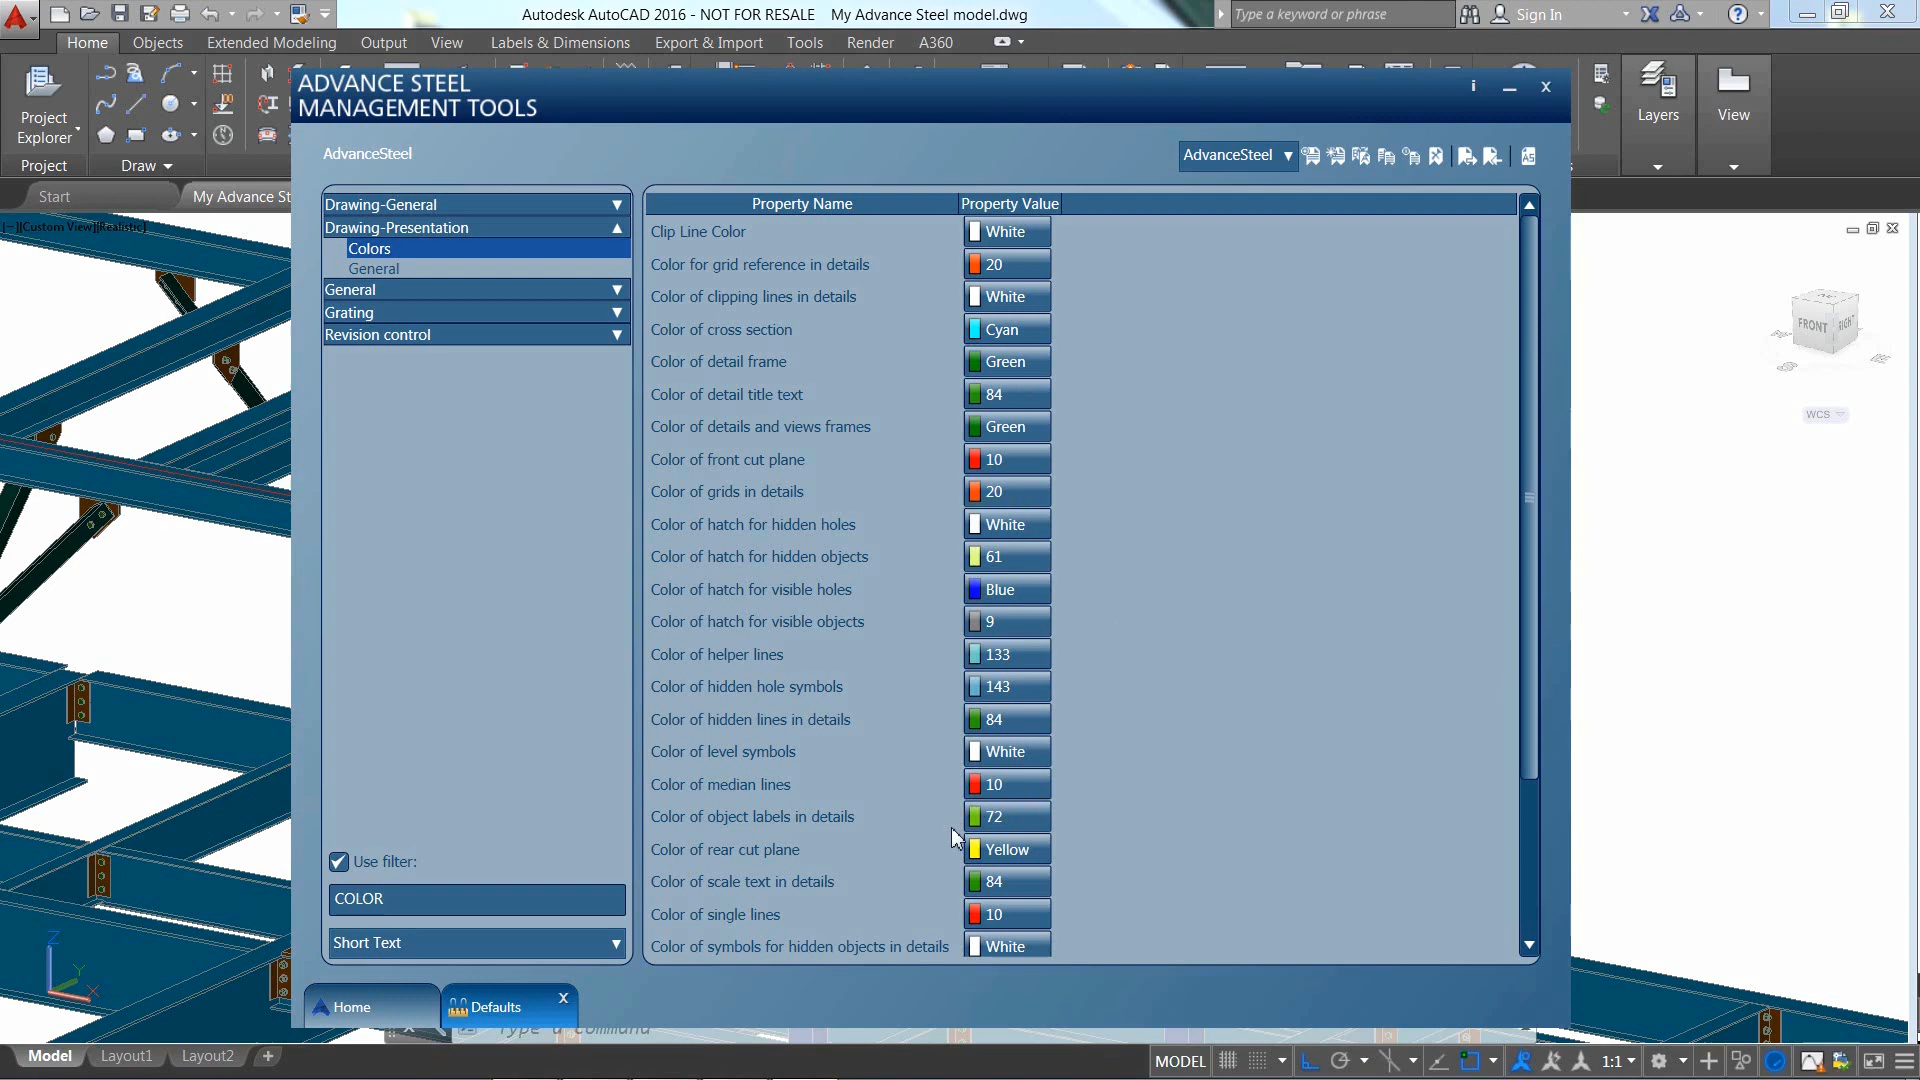 Autodesk AutoCAD 2016 - NOT FOR RESALE My Advance Steel model.dwg
Type a keyword or phrase
Sign In
Home Objects Extended Modeling Output View Labels & Dimensions Export & Import Tools Render A360
Project
Explorer
Project
Draw
Layers
View
Start
My Advance St
[−][Custom View][Realistic]
ADVANCE STEEL
MANAGEMENT TOOLS
i
x
AdvanceSteel
AdvanceSteel
Drawing-General
Drawing-Presentation
Colors
General
General
Grating
Revision control
Use filter:
COLOR
Short Text
Property Name Property Value
Clip Line Color White
Color for grid reference in details 20
Color of clipping lines in details White
Color of cross section Cyan
Color of detail frame Green
Color of detail title text 84
Color of details and views frames Green
Color of front cut plane 10
Color of grids in details 20
Color of hatch for hidden holes White
Color of hatch for hidden objects 61
Color of hatch for visible holes Blue
Color of hatch for visible objects 9
Color of helper lines 133
Color of hidden hole symbols 143
Color of hidden lines in details 84
Color of level symbols White
Color of median lines 10
Color of object labels in details 72
Color of rear cut plane Yellow
Color of scale text in details 84
Color of single lines 10
Color of symbols for hidden objects in details White
FRONT
RIGHT
WCS
Z
Y
X
Home
Defaults x
Type a command
Model Layout1 Layout2 +
MODEL
1:1